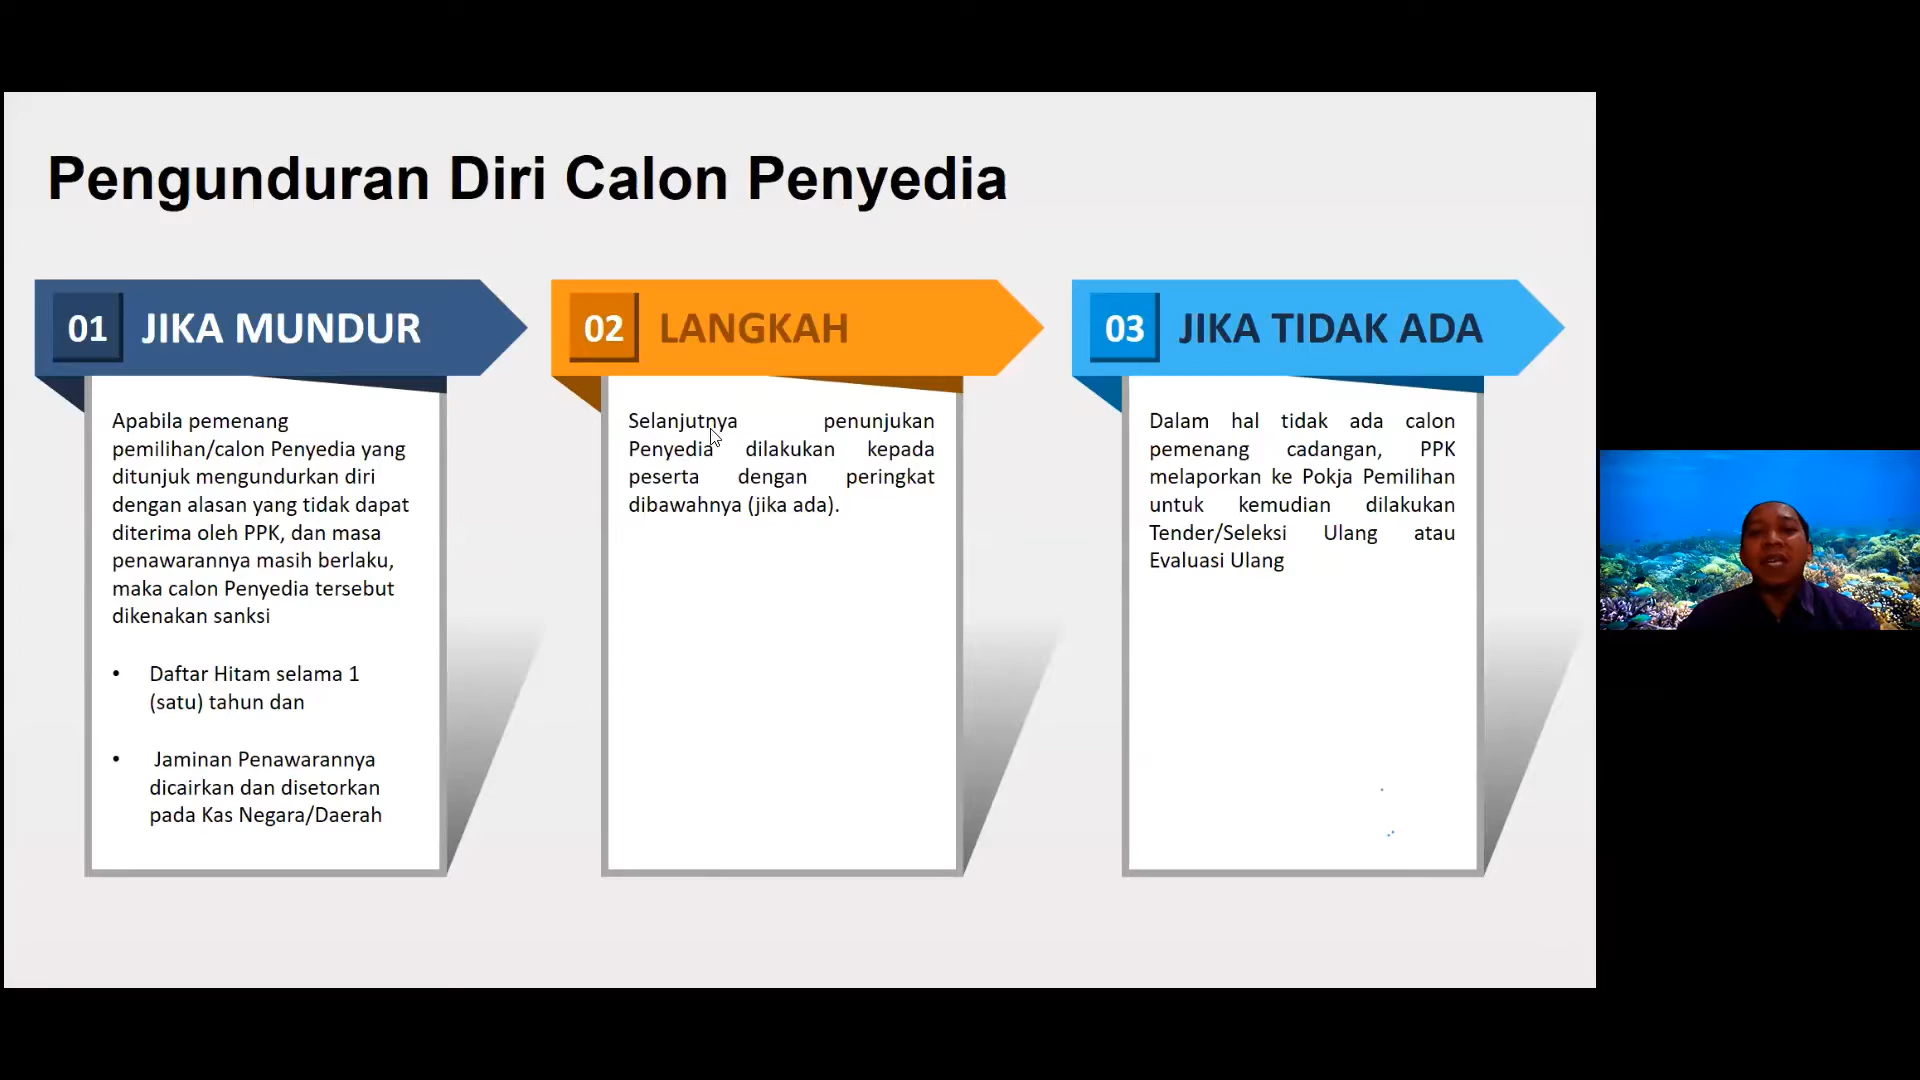 Pengunduran Diri Calon Penyedia
01 JIKA MUNDUR
Apabila pemenang
pemilihan/calon Penyedia yang
ditunjuk mengundurkan diri
dengan alasan yang tidak dapat
diterima oleh PPK, dan masa
penawarannya masih berlaku,
maka calon Penyedia tersebut
dikenakan sanksi
• Daftar Hitam selama 1
(satu) tahun dan
• Jaminan Penawarannya
dicairkan dan disetorkan
pada Kas Negara/Daerah
02 LANGKAH
Selanjutnya penunjukan
Penyedia dilakukan kepada
peserta dengan peringkat
dibawahnya (jika ada).
03 JIKA TIDAK ADA
Dalam hal tidak ada calon
pemenang cadangan, PPK
melaporkan ke Pokja Pemilihan
untuk kemudian dilakukan
Tender/Seleksi Ulang atau
Evaluasi Ulang